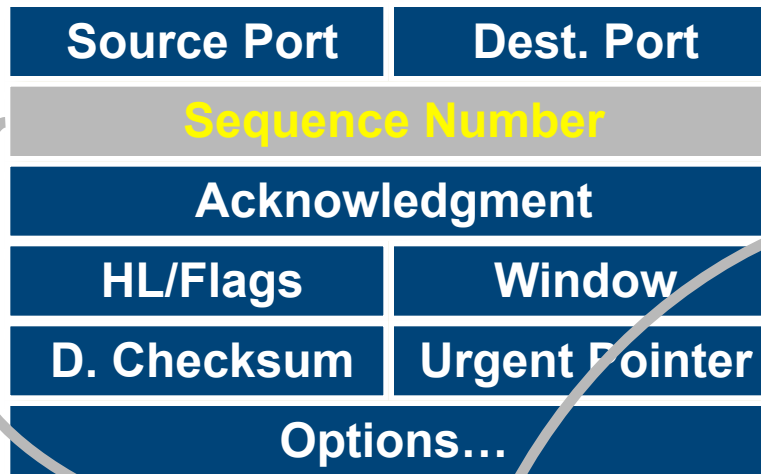 Source Port Dest. Port
Sequence Number
Acknowledgment
HL/Flags Window
D. Checksum Urgent Pointer
Options…